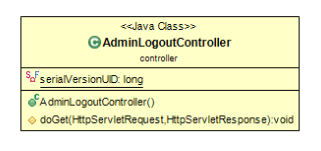 <<Java Class>>
AdminLogoutController
controller
serialVersionUID: long
AdminLogoutController()
doGet(HttpServletRequest,HttpServletResponse):void